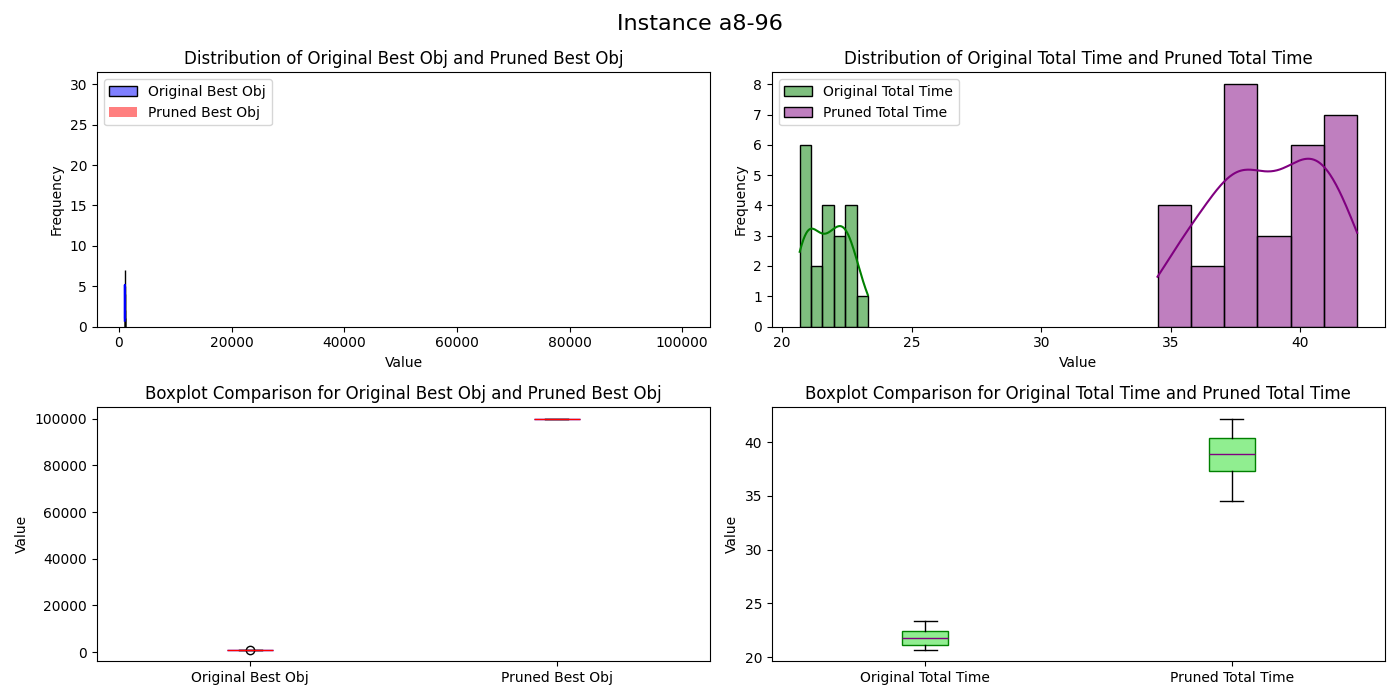 Instance a8-96
Distribution of Original Best Obj and Pruned Best Obj
30
25
20
15
10
5
0
Frequency
Original Best Obj
Pruned Best Obj
0 20000 40000 60000 80000 100000
Value
Distribution of Original Total Time and Pruned Total Time
8
7
6
5
4
3
2
1
0
Frequency
Original Total Time
Pruned Total Time
20 25 30 35 40
Value
Boxplot Comparison for Original Best Obj and Pruned Best Obj
100000
80000
60000
40000
20000
0
Value
Original Best Obj Pruned Best Obj
Boxplot Comparison for Original Total Time and Pruned Total Time
40
35
30
25
20
Value
Original Total Time Pruned Total Time